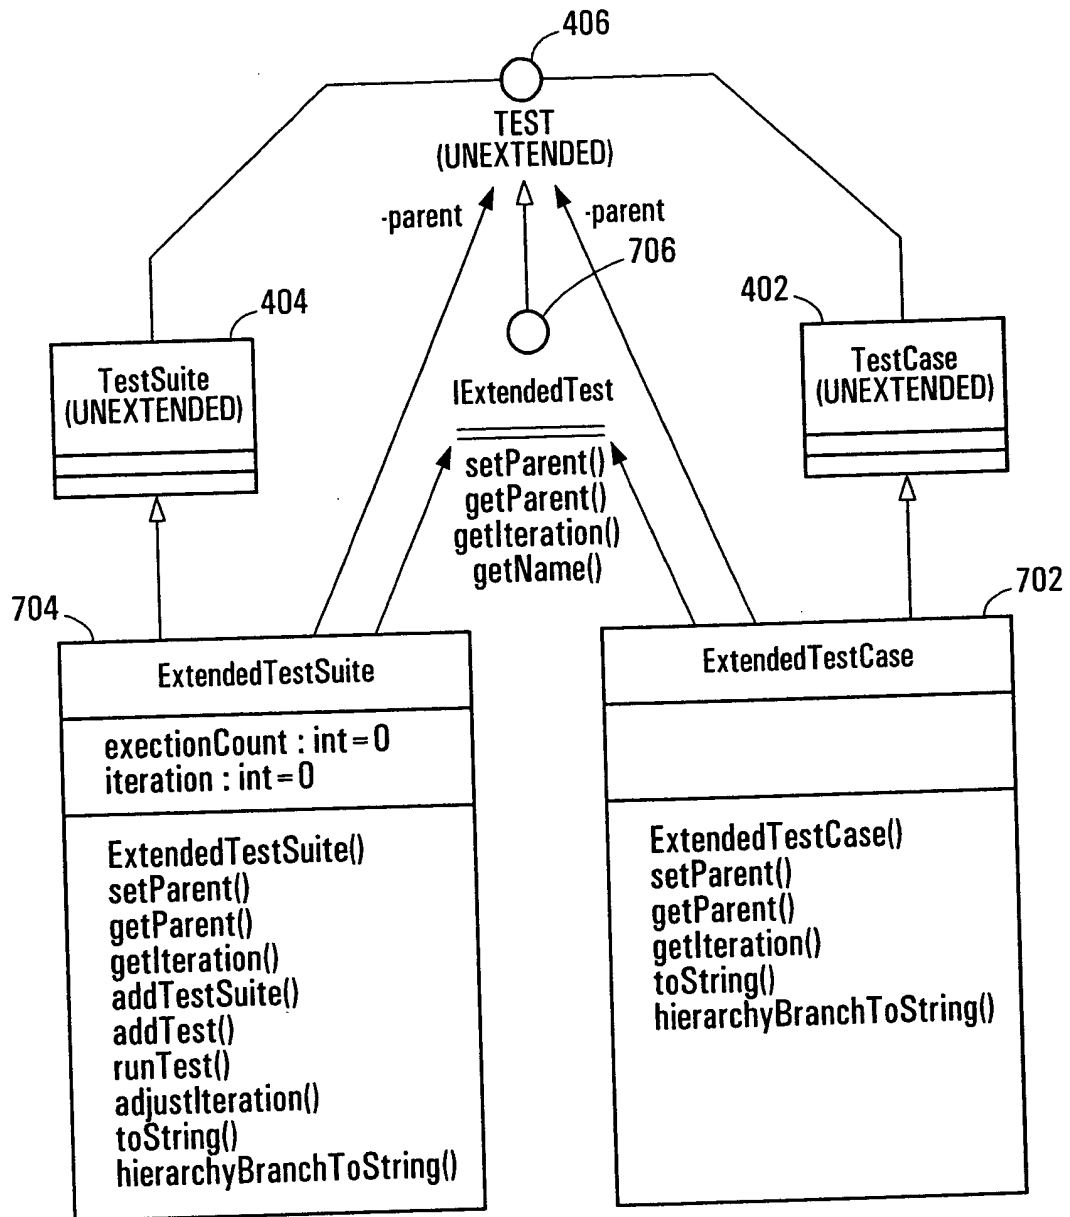 406
TEST
(UNEXTENDED)
-parent
-parent
706
404
402
TestSuite
(UNEXTENDED)
IExtendedTest
TestCase
(UNEXTENDED)
setParent()
getParent()
getIteration()
getName()
704
702
ExtendedTestSuite
exectionCount : int = 0
iteration : int = 0
ExtendedTestSuite()
setParent()
getParent()
getIteration()
addTestSuite()
addTest()
runTest()
adjustIteration()
toString()
hierarchyBranchToString()
ExtendedTestCase
ExtendedTestCase()
setParent()
getParent()
getIteration()
toString()
hierarchyBranchToString()